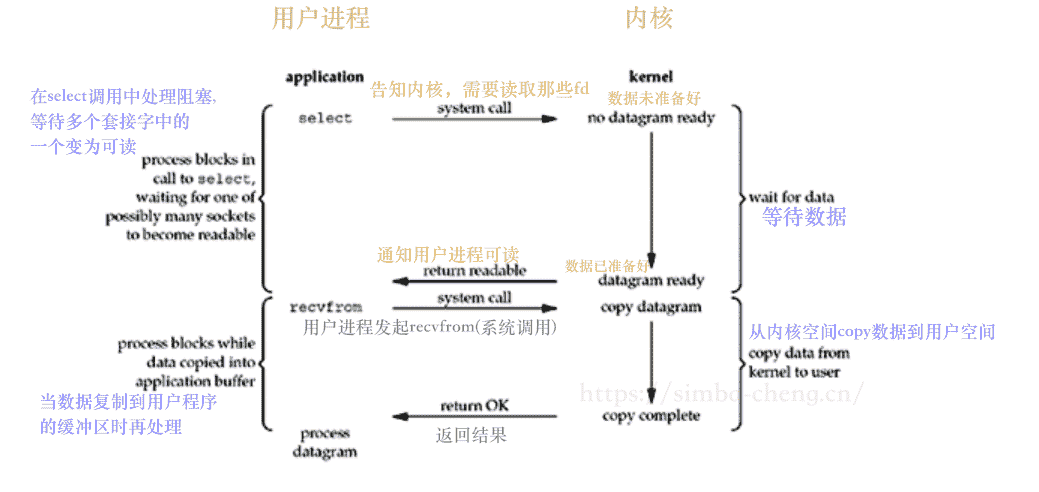 用户进程
内核
application
kernel
在select调用中处理阻塞,
等待多个套接字中的
一个变为可读
告知内核，需要读取那些fd
数据未准备好
select
system call
no datagram ready
process blocks in
call to select,
waiting for one of
possibly many sockets
to become readable
wait for data
等待数据
通知用户进程可读
数据已准备好
return readable
datagram ready
recvfrom
system call
copy datagram
用户进程发起recvfrom(系统调用)
从内核空间copy数据到用户空间
process blocks while
data copied into
application buffer
copy data from
kernel to user
https://simbo-cheng.cn/
当数据复制到用户程序
的缓冲区时再处理
return OK
copy complete
返回结果
process
datagram